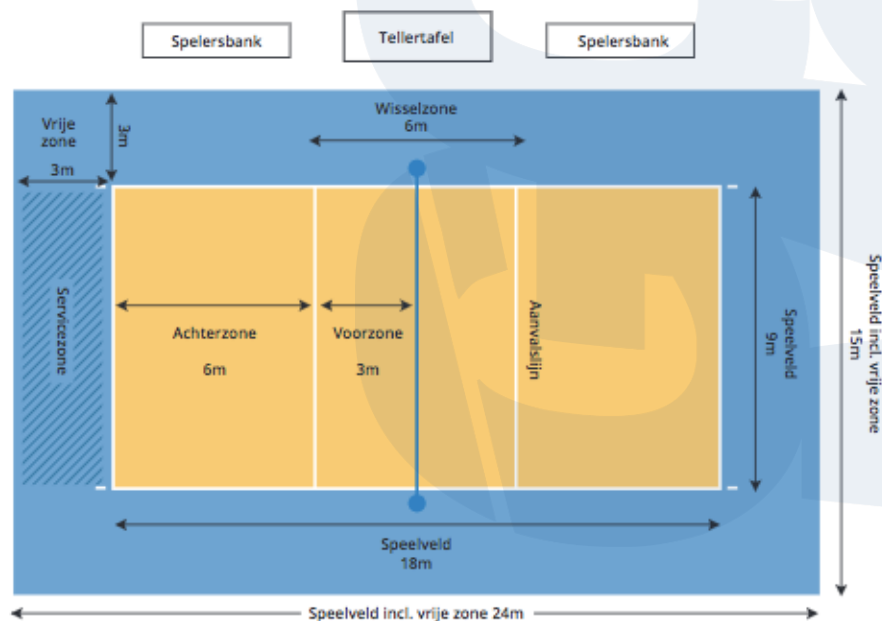 Spelersbank
Tellertafel
Spelersbank
Vrije
zone
3m
3m
Wisselzone
6m
Servicezone
Achterzone
6m
Voorzone
3m
Aanvalslijn
Speelveld
9m
Speelveld incl. vrije zone
15m
Speelveld
18m
Speelveld incl. vrije zone 24m